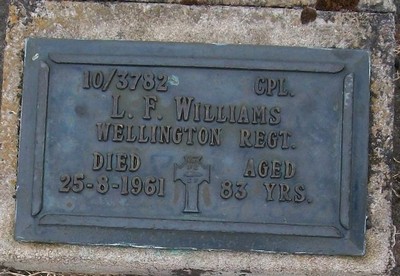 10/3782 CPL.
L. F. WILLIAMS
WELLINGTON REGT.
DIED AGED
25-8-1961 83 YRS.